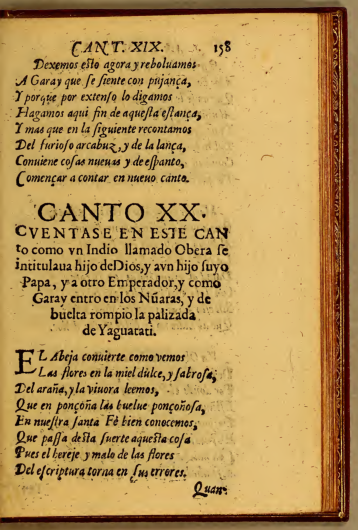 CANT. XIX. 158
Dexemos eſto agora y reboluamos
A Garay que ſe ſiente con pujança,
Y porque por extenſo lo digamos
Hagamos aqui fin de aqueſta eſtança,
Y mas que en la ſiguiente recontamos
Del furioſo arcabuz, y de la lança,
Conuiene coſas nueuas y de eſpanto,
Començar a contar en nueuo canto.
CANTO XX.
CVENTASE EN ESTE CAN
to como vn Indio llamado Obera ſe
intitulaua hijo de Dios, y avn hijo ſuyo
Papa, y a otro Emperador, y como
Garay entro en los Nũaras, y de
buelta rompio la palizada
de Yaguatati.
EL Abeja conuierte como vemos
Las flores en la miel dulce, y ſabroſa,
Del araña, y la viuora leemos,
Que en ponçoña las buelue ponçoñoſa,
En nueſtra ſanta Fè bien conocemos,
Que paſſa deſta ſuerte aqueſta coſa
Pues el hereje y malo de las flores
Del eſcriptura torna en ſus errores.
Quan-